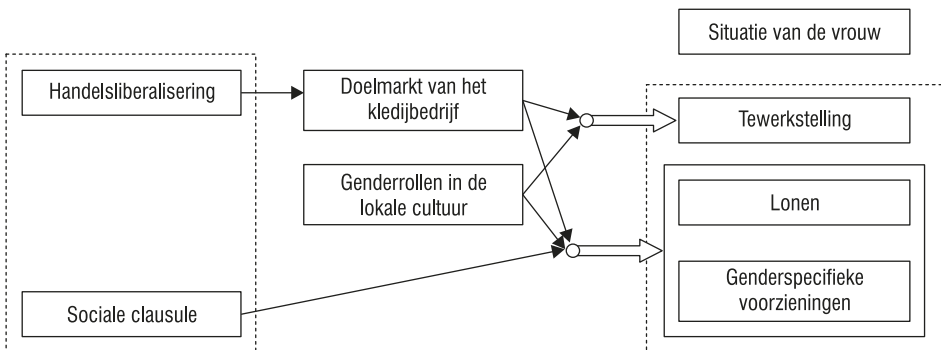 Situatie van de vrouw
Handelsliberalisering
Doelmarkt van het
kledijbedrijf
Tewerkstelling
Genderrollen in de
lokale cultuur
Lonen
Sociale clausule
Genderspecifieke
voorzieningen